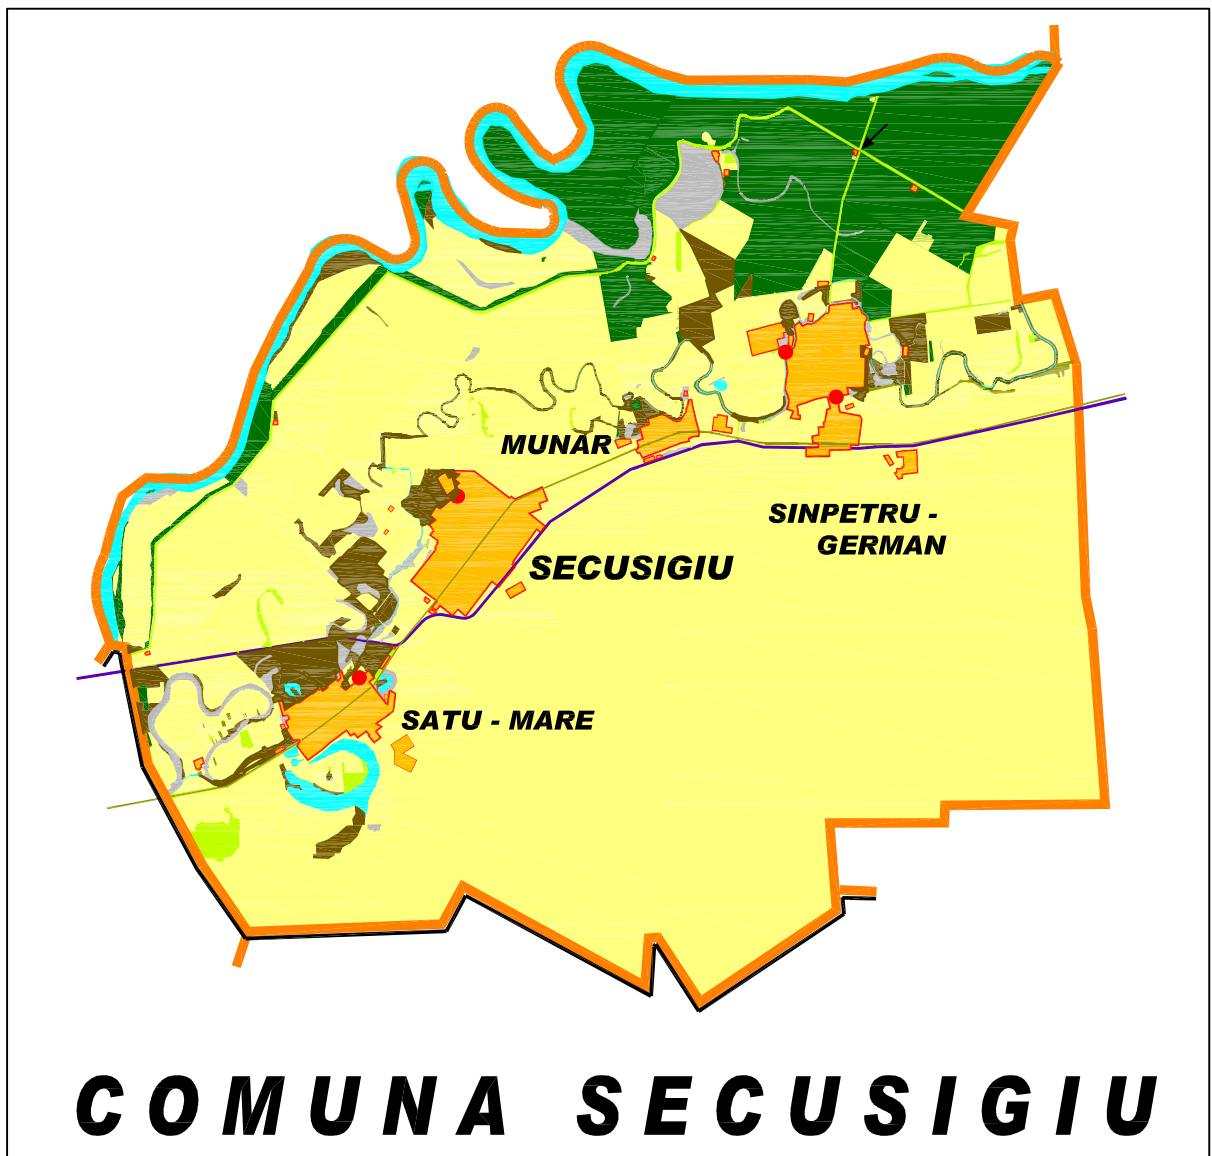 MUNAR
SINPETRU -
GERMAN
SECUSIGIU
SATU - MARE
COMUNA SECUSIGIU